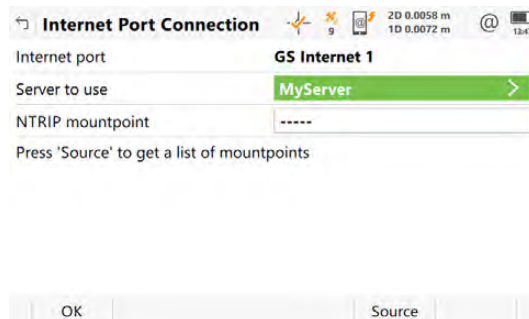 Internet Port Connection
9
@
2D 0.0058 m
1D 0.0072 m
@
Internet port GS Internet 1
Server to use MyServer
NTRIP mountpoint -----
Press 'Source' to get a list of mountpoints
OK Source